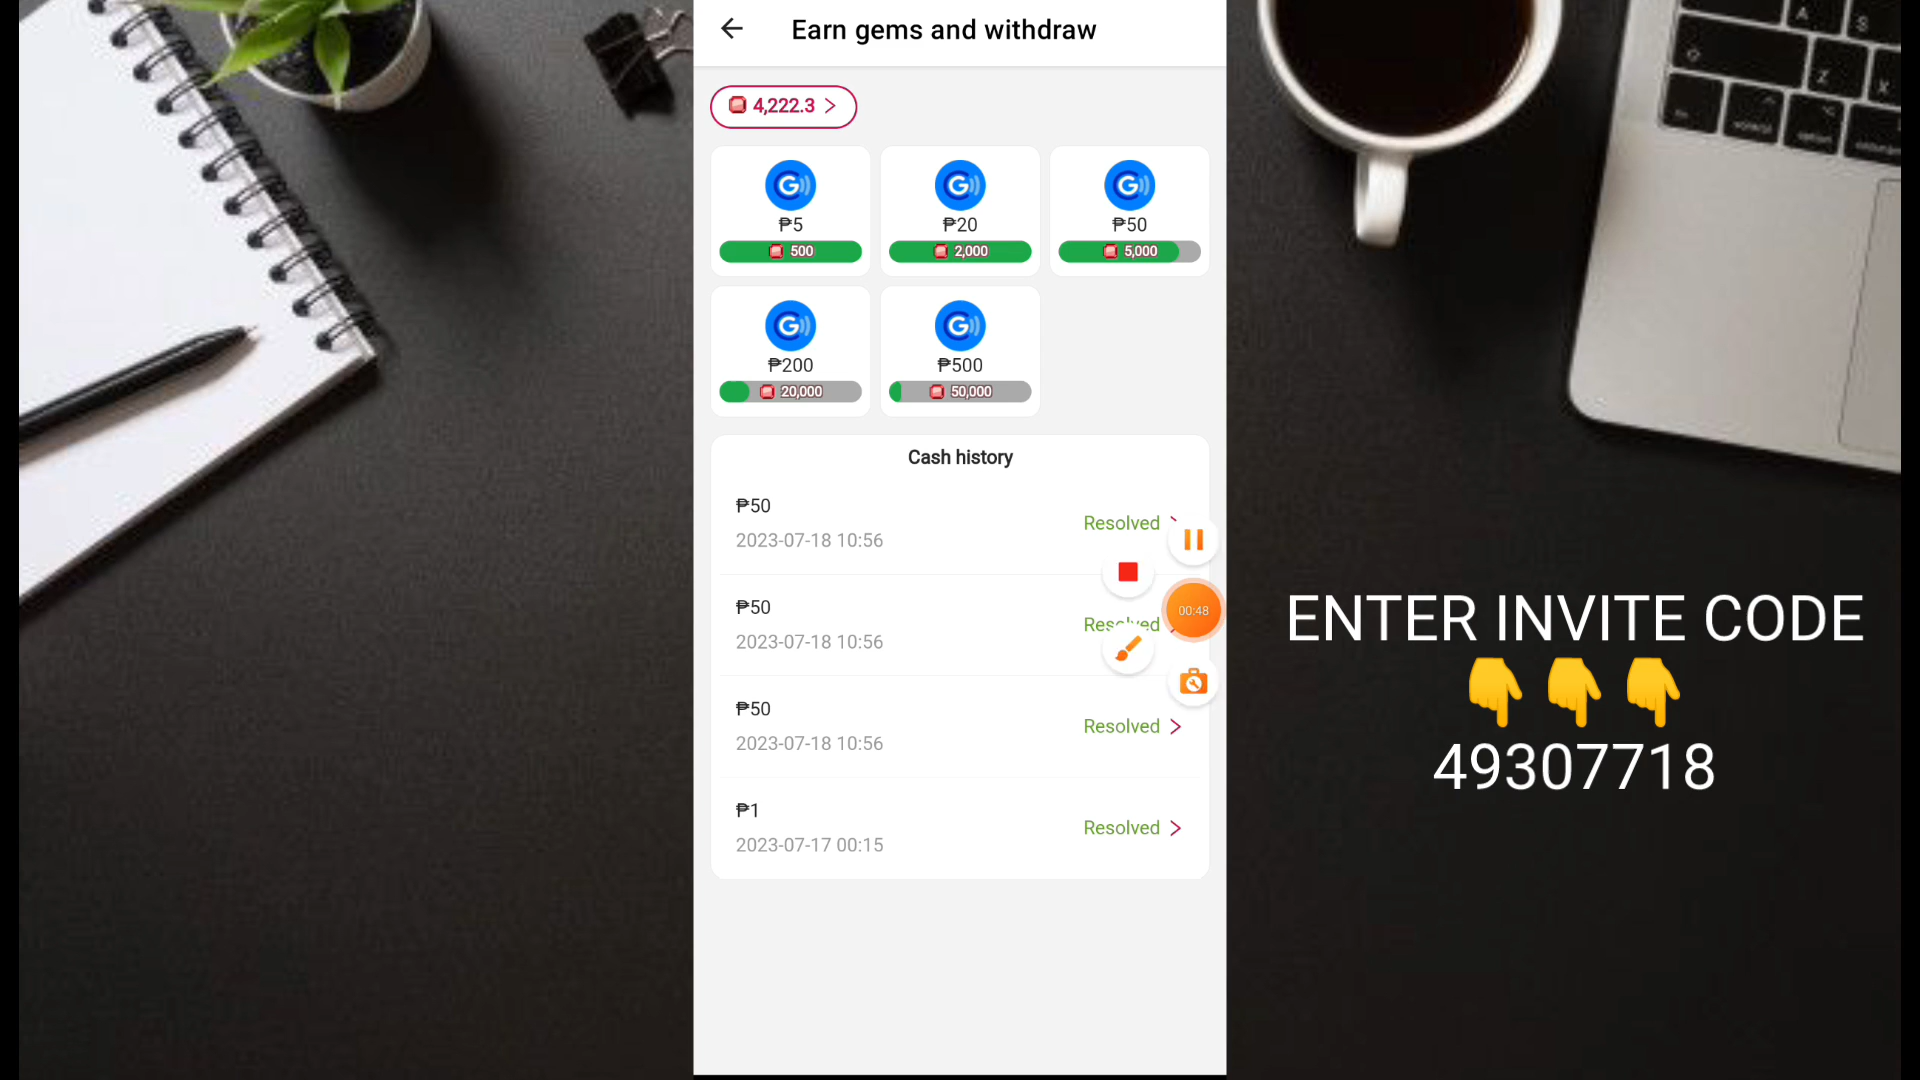 Earn gems and withdraw
4,222.3
₱5
₱20
₱50
500
2,000
5,000
₱200
₱500
20,000
50,000
Cash history
₱50
Resolved
2023-07-18 10:56
₱50
Resolved
2023-07-18 10:56
₱50
Resolved
2023-07-18 10:56
₱1
Resolved
2023-07-17 00:15
00:48
ENTER INVITE CODE
👇👇👇
49307718
A
S
Z
X